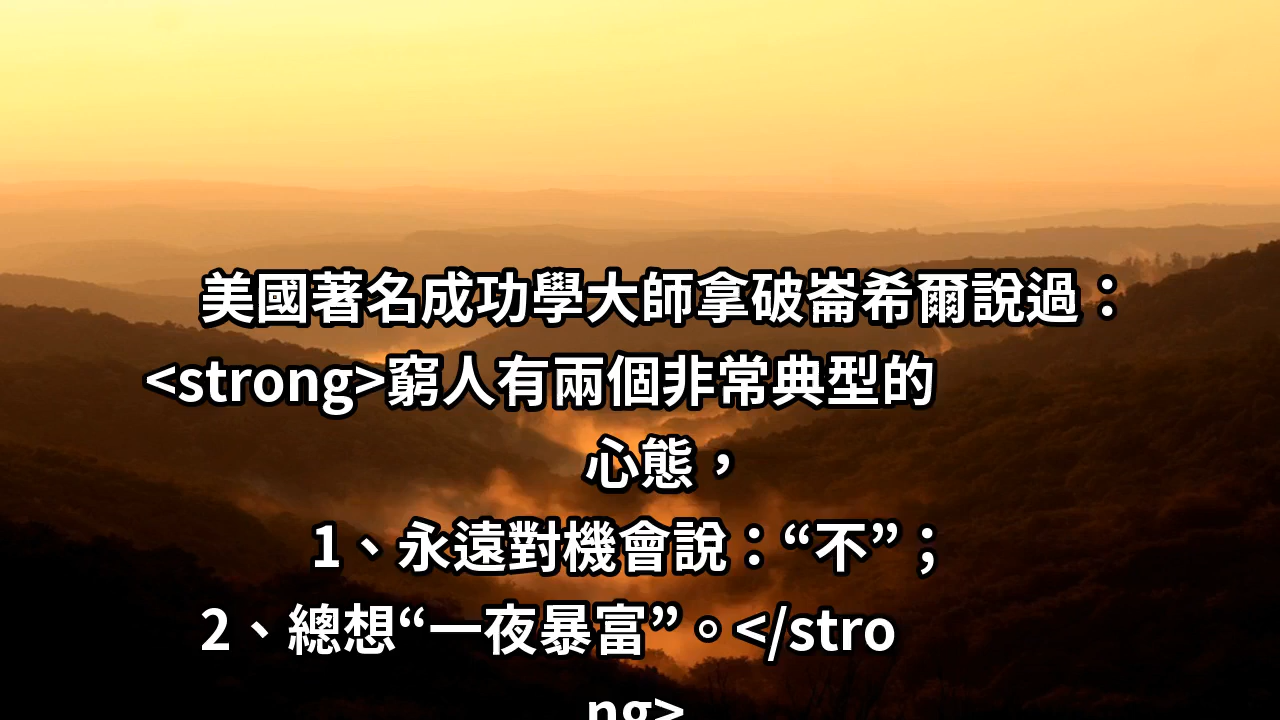 美國著名成功學大師拿破崙希爾說過：
<strong>窮人有兩個非常典型的
心態，
1、永遠對機會說：“不”；
2、總想“一夜暴富”。</stro
ng>